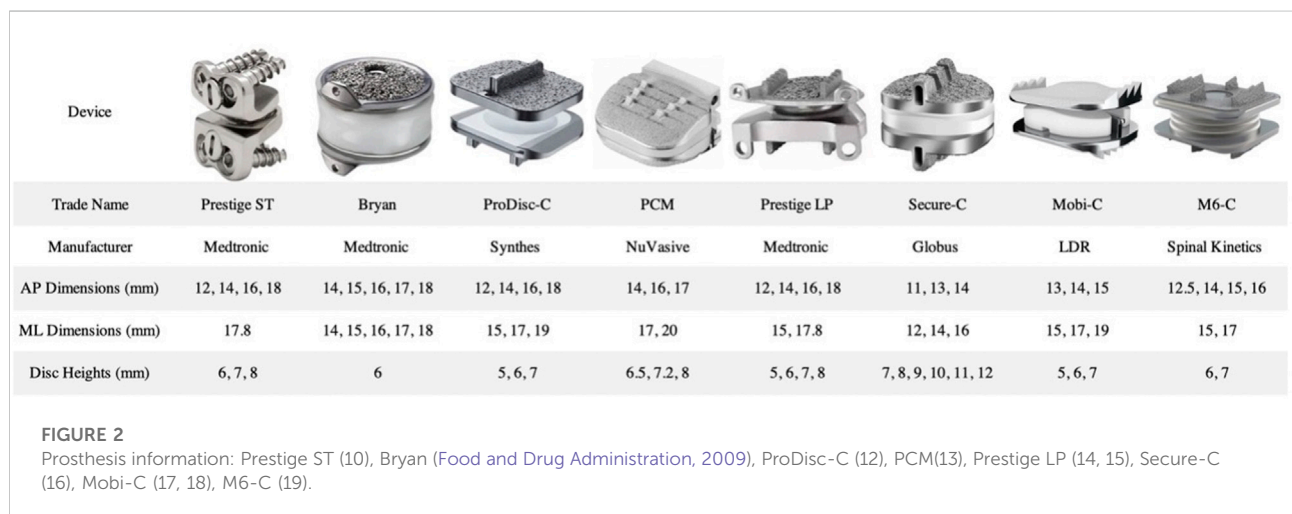 Device
Trade Name Prestige ST Bryan ProDisc-C PCM Prestige LP Secure-C Mobi-C M6-C
Manufacturer Medtronic Medtronic Synthes NuVasive Medtronic Globus LDR Spinal Kinetics
AP Dimensions (mm) 12, 14, 16, 18 14, 15, 16, 17, 18 12, 14, 16, 18 14, 16, 17 12, 14, 16, 18 11, 13, 14 13, 14, 15 12.5, 14, 15, 16
ML Dimensions (mm) 17.8 14, 15, 16, 17, 18 15, 17, 19 17, 20 15, 17.8 12, 14, 16 15, 17, 19 15, 17
Disc Heights (mm) 6, 7, 8 6 5, 6, 7 6.5, 7.2, 8 5, 6, 7, 8 7, 8, 9, 10, 11, 12 5, 6, 7 6, 7
FIGURE 2
Prosthesis information: Prestige ST (10), Bryan (Food and Drug Administration, 2009), ProDisc-C (12), PCM(13), Prestige LP (14, 15), Secure-C
(16), Mobi-C (17, 18), M6-C (19).